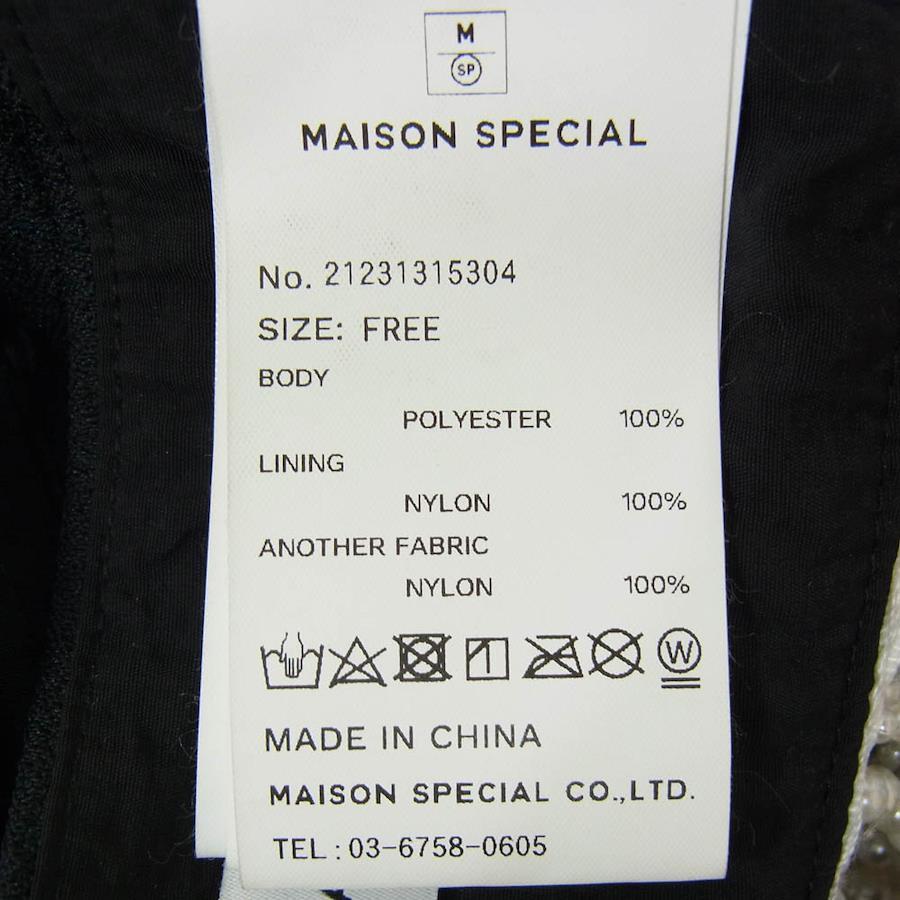 M
SP
MAISON SPECIAL
No. 21231315304
SIZE: FREE
BODY
POLYESTER 100%
LINING
NYLON 100%
ANOTHER FABRIC
NYLON 100%
W
MADE IN CHINA
MAISON SPECIAL CO.,LTD.
TEL : 03-6758-0605